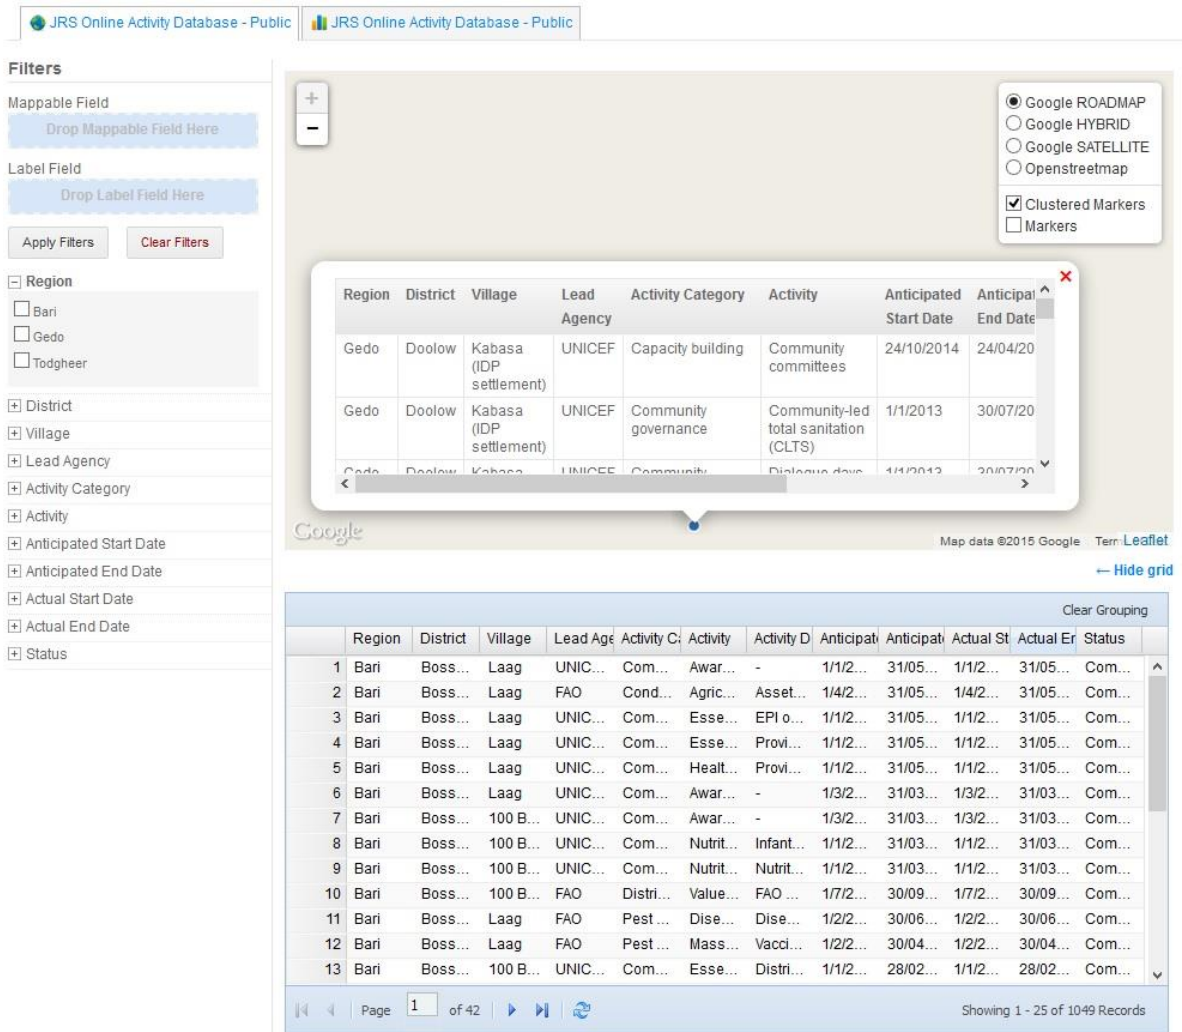 JRS Online Activity Database - Public
JRS Online Activity Database - Public
Filters
Mappable Field
Drop Mappable Field Here
Label Field
Drop Label Field Here
Apply Filters Clear Filters
Region
Bari
Gedo
Todgheer
District
Village
Lead Agency
Activity Category
Activity
Anticipated Start Date
Anticipated End Date
Actual Start Date
Actual End Date
Status
Google ROADMAP
Google HYBRID
Google SATELLITE
Openstreetmap
Clustered Markers
Markers
Region District Village Lead Activity Category Activity Anticipated Anticipat
Agency Start Date End Date
Gedo Doolow Kabasa UNICEF Capacity building Community 24/10/2014 24/04/20
(IDP committees
settlement)
Gedo Doolow Kabasa UNICEF Community Community-led 1/1/2013 30/07/20
(IDP governance total sanitation
settlement) (CLTS)
Gedo Doolow Kabasa UNICEF Community Dialogue days 1/1/2013 30/07/20
Google
Map data ©2015 Google Term Leaflet
← Hide grid
Clear Grouping
Region District Village Lead Age Activity Ca Activity Activity D Anticipate Anticipate Actual St Actual En Status
1 Bari Boss... Laag UNIC... Com... Awar... - 1/1/2... 31/05... 1/1/2... 31/05... Com...
2 Bari Boss... Laag FAO Cond... Agric... Asset... 1/4/2... 31/05... 1/4/2... 31/05... Com...
3 Bari Boss... Laag UNIC... Com... Esse... EPI o... 1/1/2... 31/05... 1/1/2... 31/05... Com...
4 Bari Boss... Laag UNIC... Com... Esse... Provi... 1/1/2... 31/05... 1/1/2... 31/05... Com...
5 Bari Boss... Laag UNIC... Com... Healt... Provi... 1/1/2... 31/05... 1/1/2... 31/05... Com...
6 Bari Boss... Laag UNIC... Com... Awar... - 1/3/2... 31/03... 1/3/2... 31/03... Com...
7 Bari Boss... 100 B... UNIC... Com... Awar... - 1/3/2... 31/03... 1/3/2... 31/03... Com...
8 Bari Boss... 100 B... UNIC... Com... Nutrit... Infant... 1/1/2... 31/03... 1/1/2... 31/03... Com...
9 Bari Boss... 100 B... UNIC... Com... Nutrit... Nutrit... 1/1/2... 31/03... 1/1/2... 31/03... Com...
10 Bari Boss... 100 B... FAO Distri... Value... FAO ... 1/7/2... 30/09... 1/7/2... 30/09... Com...
11 Bari Boss... Laag FAO Pest ... Dise... Dise... 1/2/2... 30/06... 1/2/2... 30/06... Com...
12 Bari Boss... Laag FAO Pest ... Mass... Vacci... 1/2/2... 30/04... 1/2/2... 30/04... Com...
13 Bari Boss... 100 B... UNIC... Com... Esse... Distri... 1/1/2... 28/02... 1/1/2... 28/02... Com...
Page 1 of 42 Showing 1 - 25 of 1049 Records